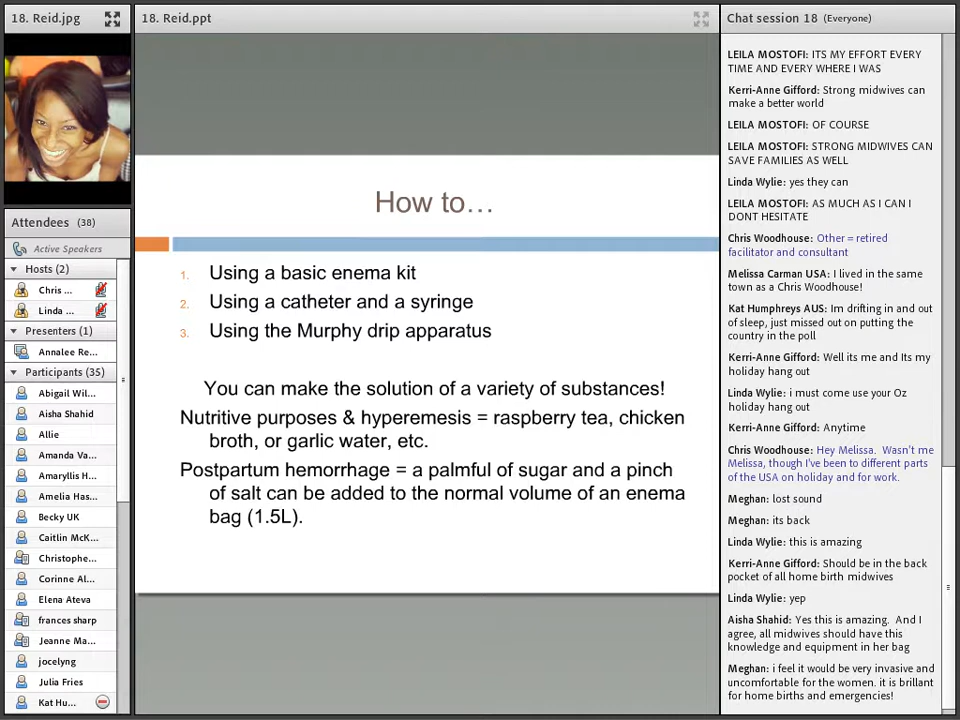 18. Reid.jpg
Attendees (38)
Active Speakers
Hosts (2)
Chris ...
Linda ...
Presenters (1)
Annalee Re...
Participants (35)
Abigail Wil...
Aisha Shahid
Allie
Amanda Va...
Amaryllis H...
Amelia Has...
Becky UK
Caitlin McK...
Christophe...
Corinne Al...
Elena Ateva
frances sharp
Jeanne Ma...
jocelyng
Julia Fries
Kat Hu...
18. Reid.ppt
How to...
1. Using a basic enema kit
2. Using a catheter and a syringe
3. Using the Murphy drip apparatus
You can make the solution of a variety of substances!
Nutritive purposes & hyperemesis = raspberry tea, chicken
broth, or garlic water, etc.
Postpartum hemorrhage = a palmful of sugar and a pinch
of salt can be added to the normal volume of an enema
bag (1.5L).
Chat session 18 (Everyone)
LEILA MOSTOFI: ITS MY EFFORT EVERY
TIME AND EVERY WHERE I WAS
Kerri-Anne Gifford: Strong midwives can
make a better world
LEILA MOSTOFI: OF COURSE
LEILA MOSTOFI: STRONG MIDWIVES CAN
SAVE FAMILIES AS WELL
Linda Wylie: yes they can
LEILA MOSTOFI: AS MUCH AS I CAN I
DONT HESITATE
Chris Woodhouse: Other = retired
facilitator and consultant
Melissa Carman USA: I lived in the same
town as a Chris Woodhouse!
Kat Humphreys AUS: Im drifting in and out
of sleep, just missed out on putting the
country in the poll
Kerri-Anne Gifford: Well its me and Its my
holiday hang out
Linda Wylie: i must come use your Oz
holiday hang out
Kerri-Anne Gifford: Anytime
Chris Woodhouse: Hey Melissa. Wasn't me
Melissa, though I've been to different parts
of the USA on holiday and for work.
Meghan: lost sound
Meghan: its back
Linda Wylie: this is amazing
Kerri-Anne Gifford: Should be in the back
pocket of all home birth midwives
Linda Wylie: yep
Aisha Shahid: Yes this is amazing. And I
agree, all midwives should have this
knowledge and equipment in her bag
Meghan: i feel it would be very invasive and
uncomfortable for the women. it is brillant
for home births and emergencies!